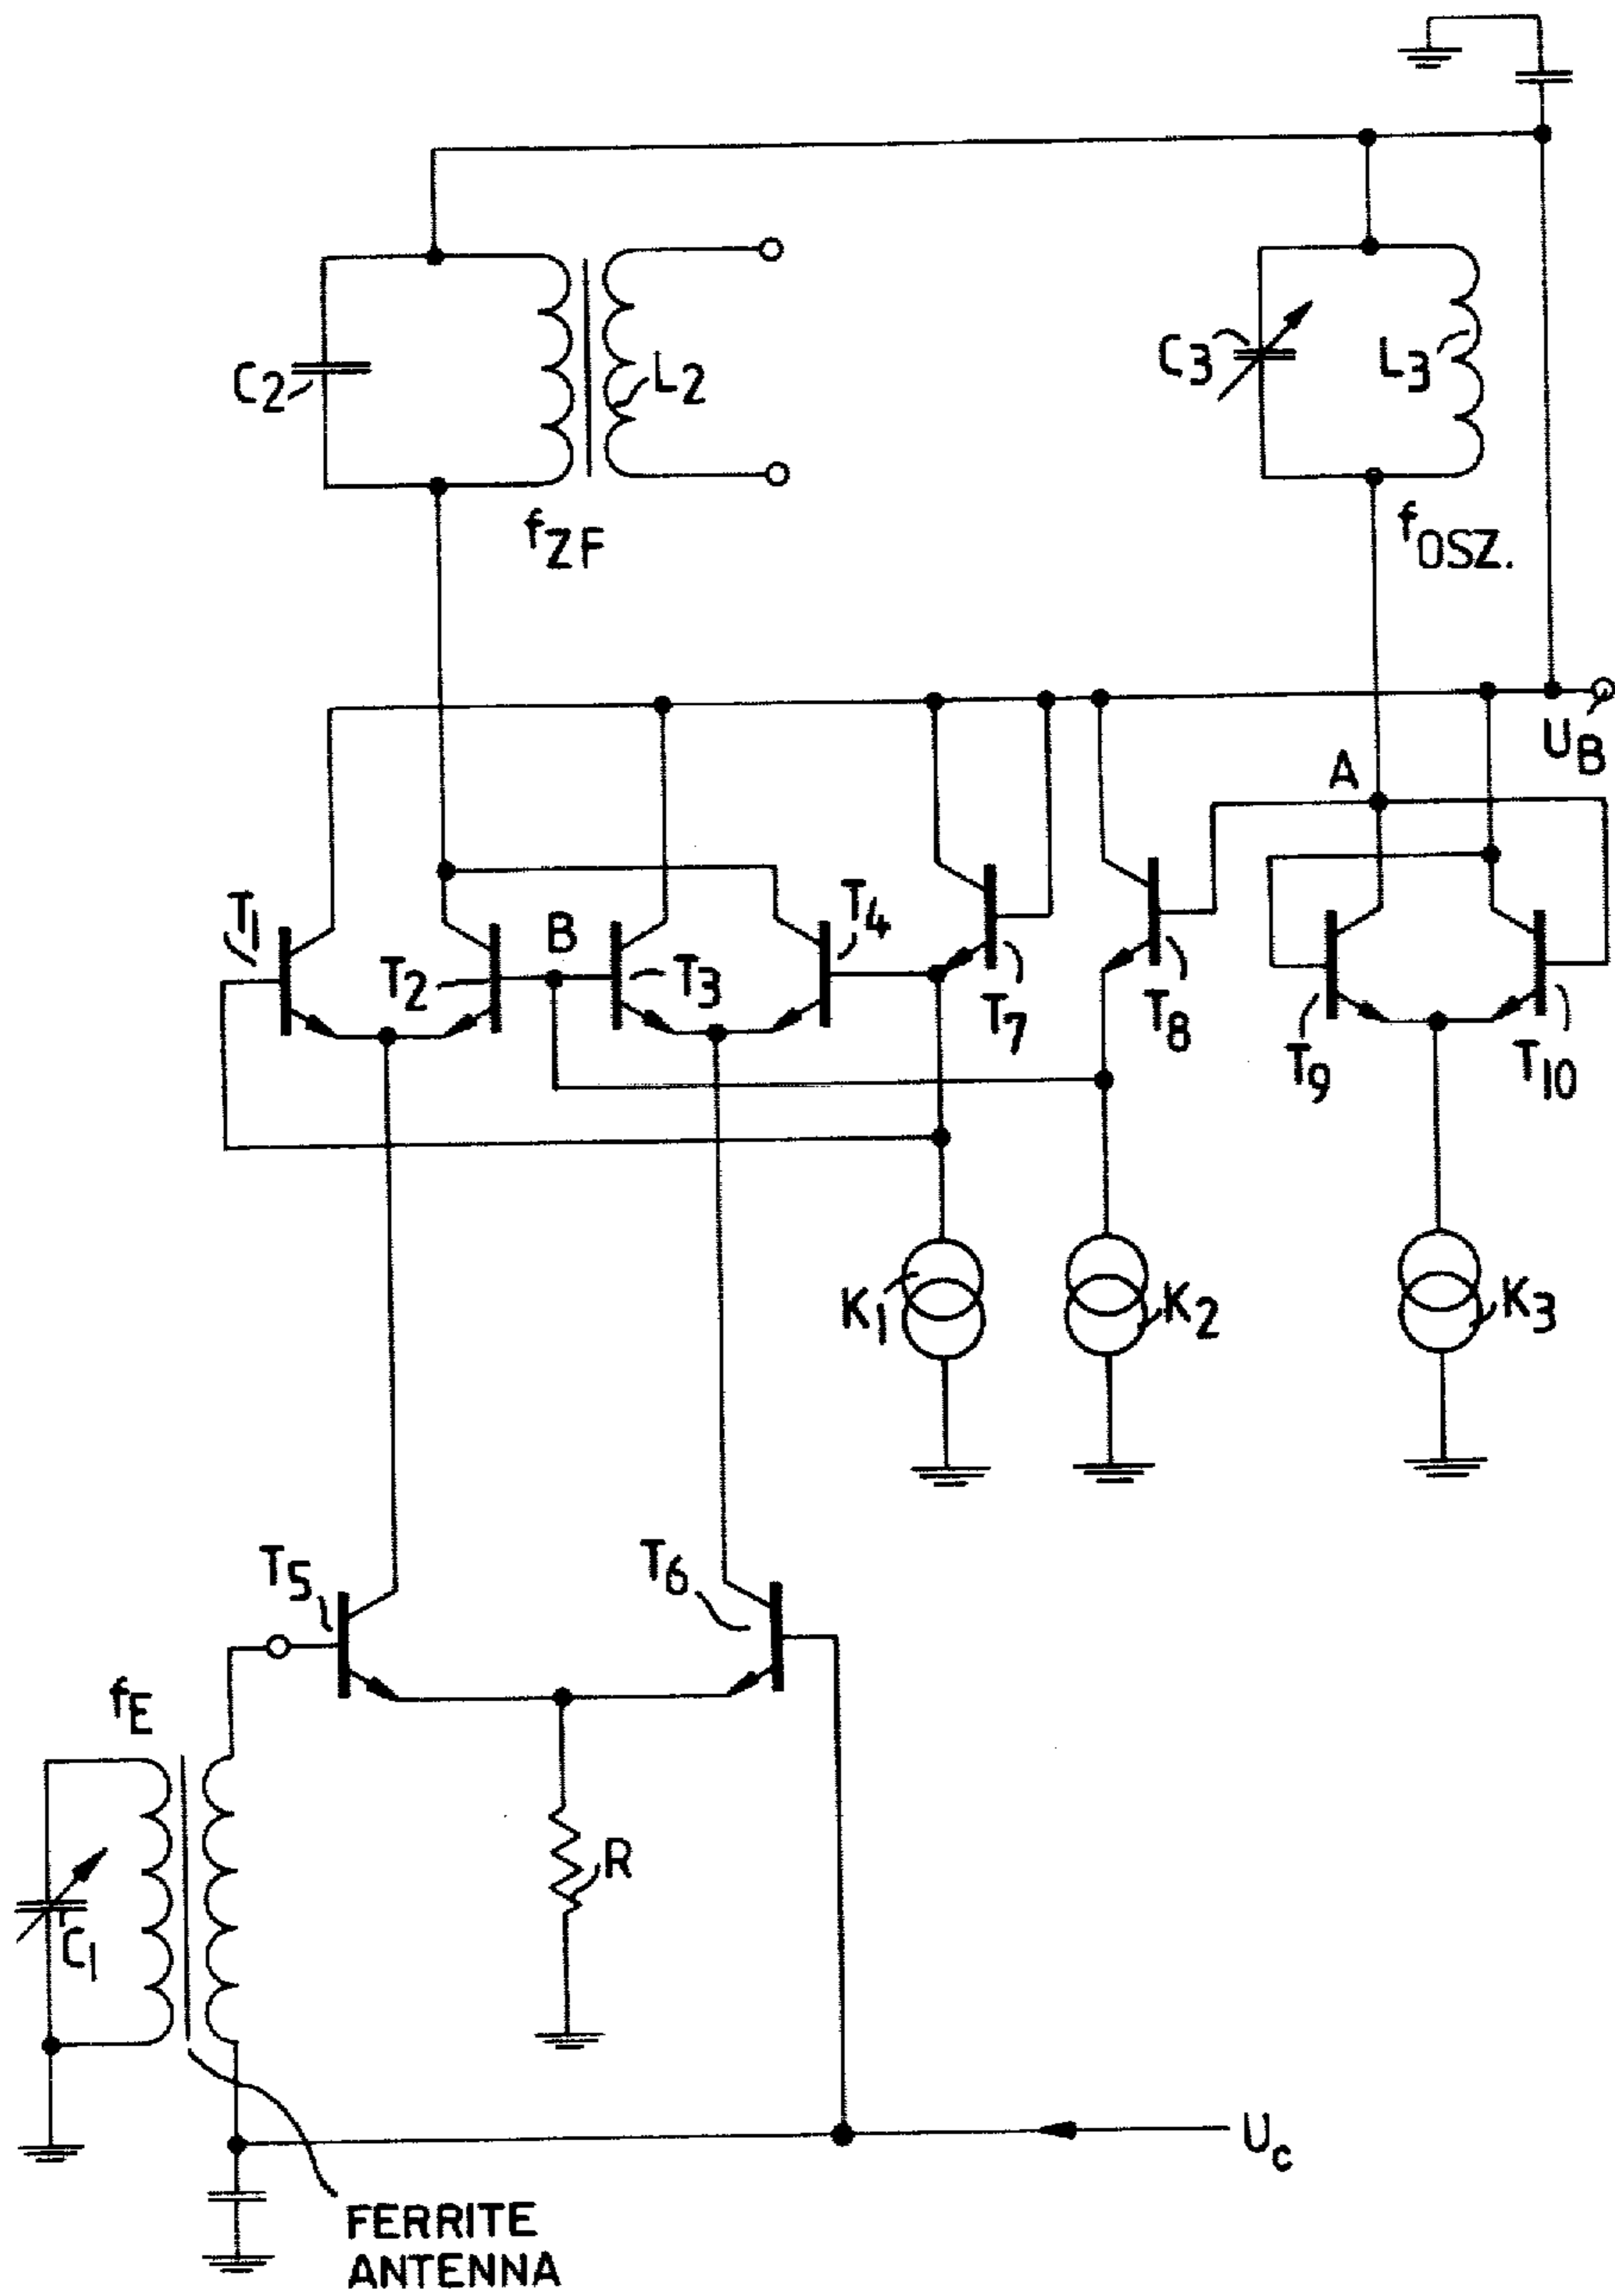 C2
L2
C3
L3
fZF
fOSZ.
UB
A
T1
T2
B
T3
T4
T7
T8
T9
T10
K1
K2
K3
T5
T6
fE
C1
R
Uc
FERRITE
ANTENNA